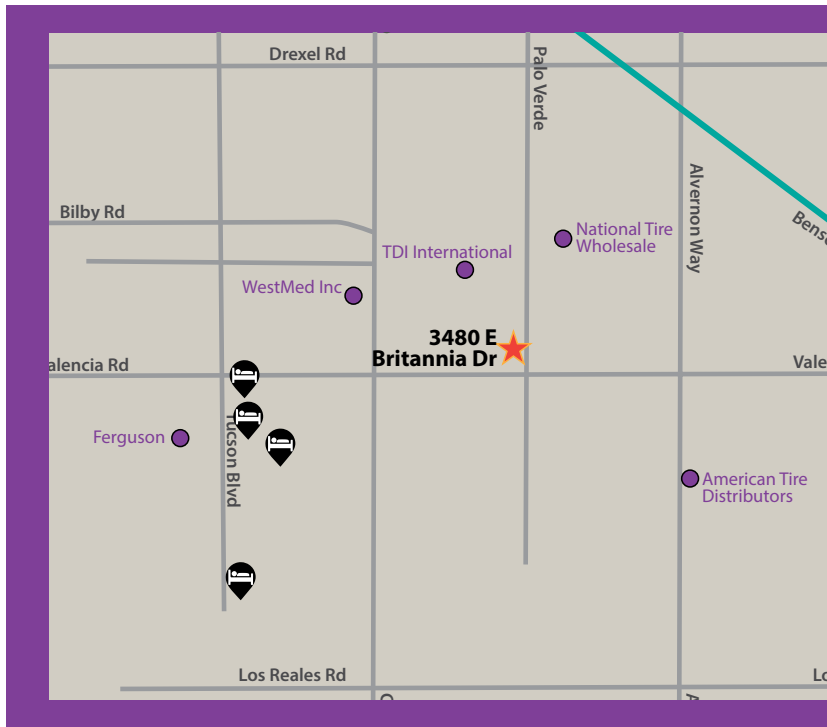 Drexel Rd
Palo Verde
Alvernon Way
Bilby Rd
National Tire
Wholesale
TDI International
WestMed Inc
3480 E
Britannia Dr
alencia Rd
Vale
Tucson Blvd
Ferguson
American Tire
Distributors
Los Reales Rd